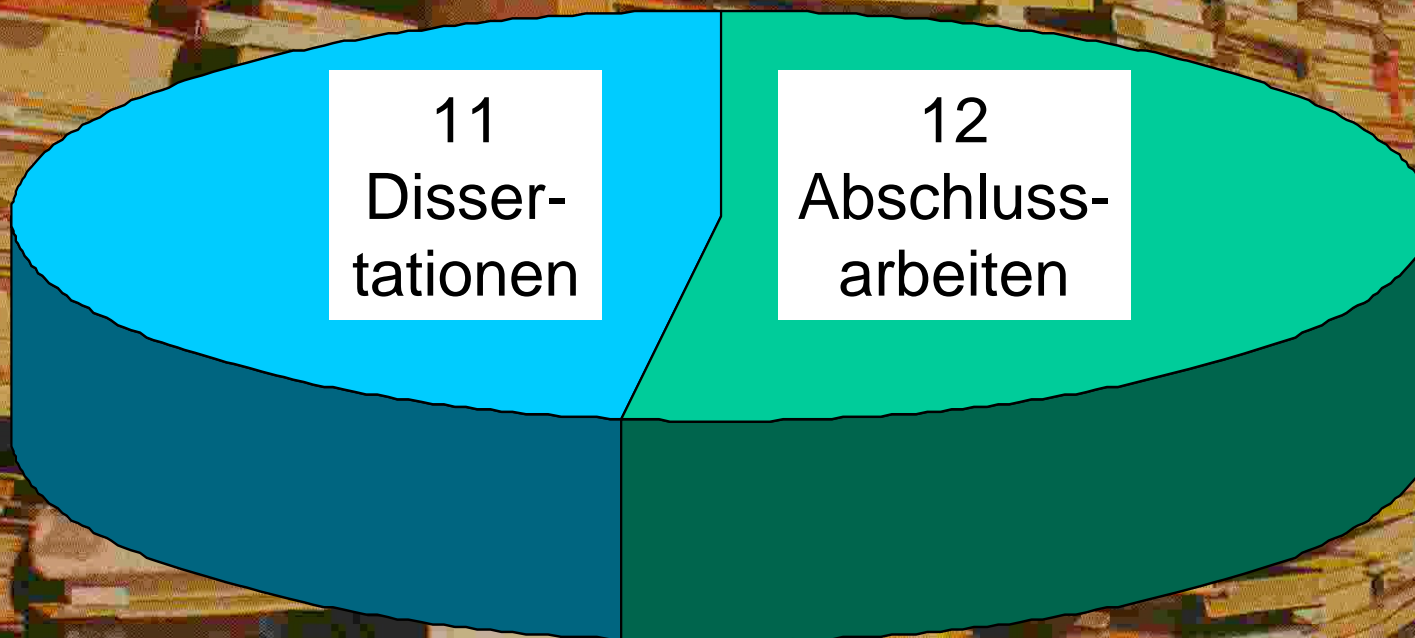 11
Disser-
tationen
12
Abschluss-
arbeiten